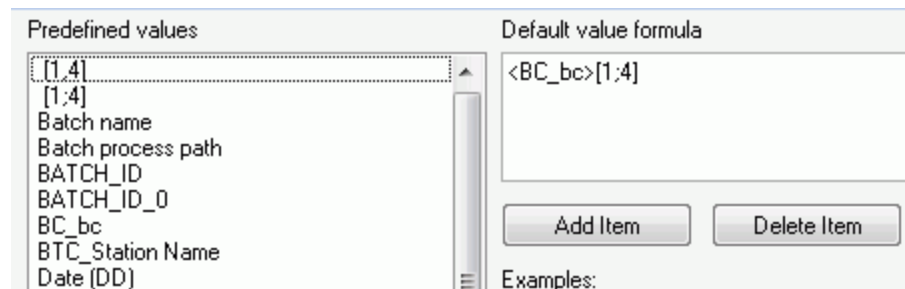 Predefined values
[1,4]
[1;4]
Batch name
Batch process path
BATCH_ID
BATCH_ID_0
BC_bc
BTC_Station Name
Date (DD)
Default value formula
<BC_bc>[1;4]
Add Item
Delete Item
Examples: